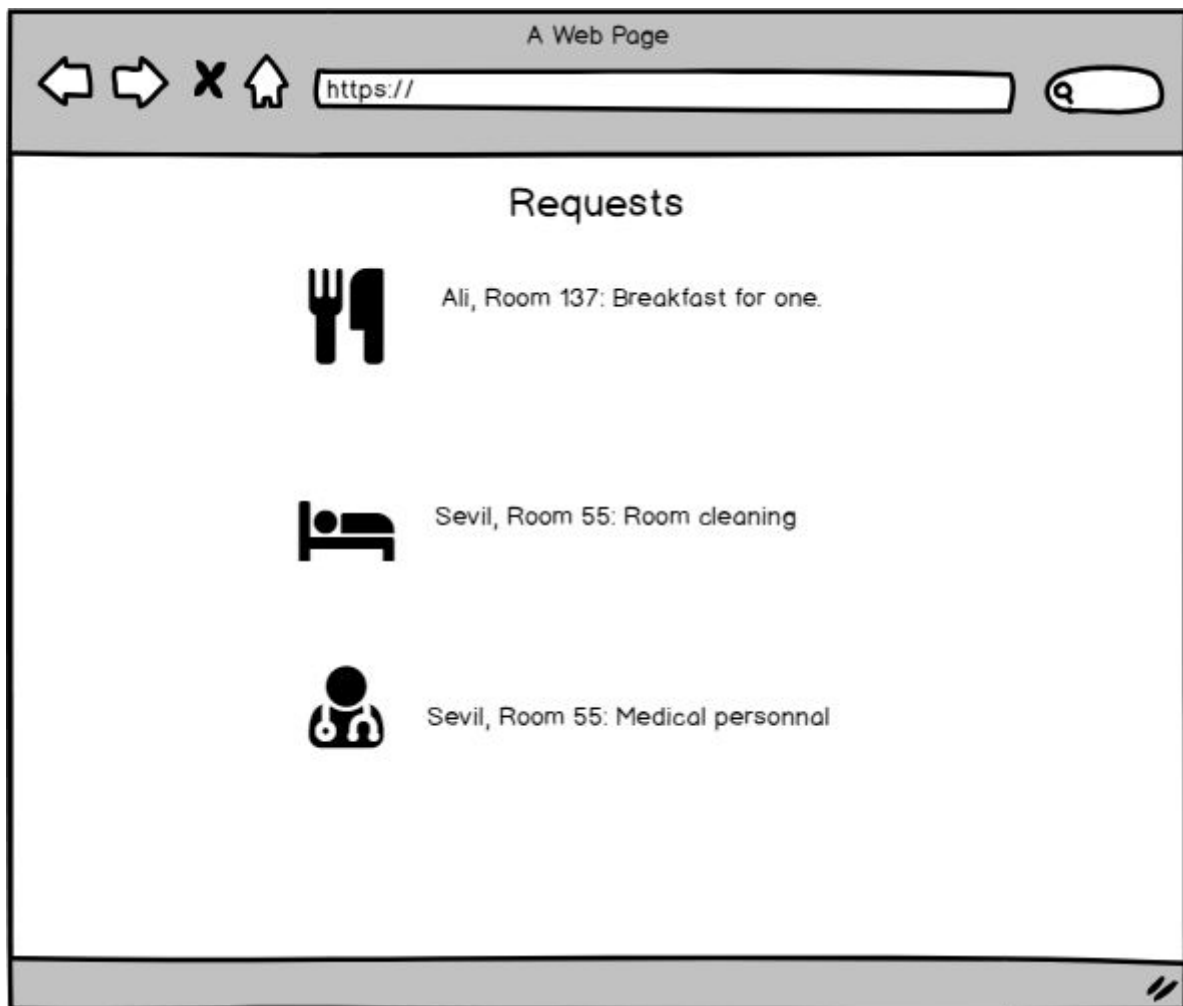 A Web Page
https://
Requests
Ali, Room 137: Breakfast for one.
Sevil, Room 55: Room cleaning
Sevil, Room 55: Medical personnal